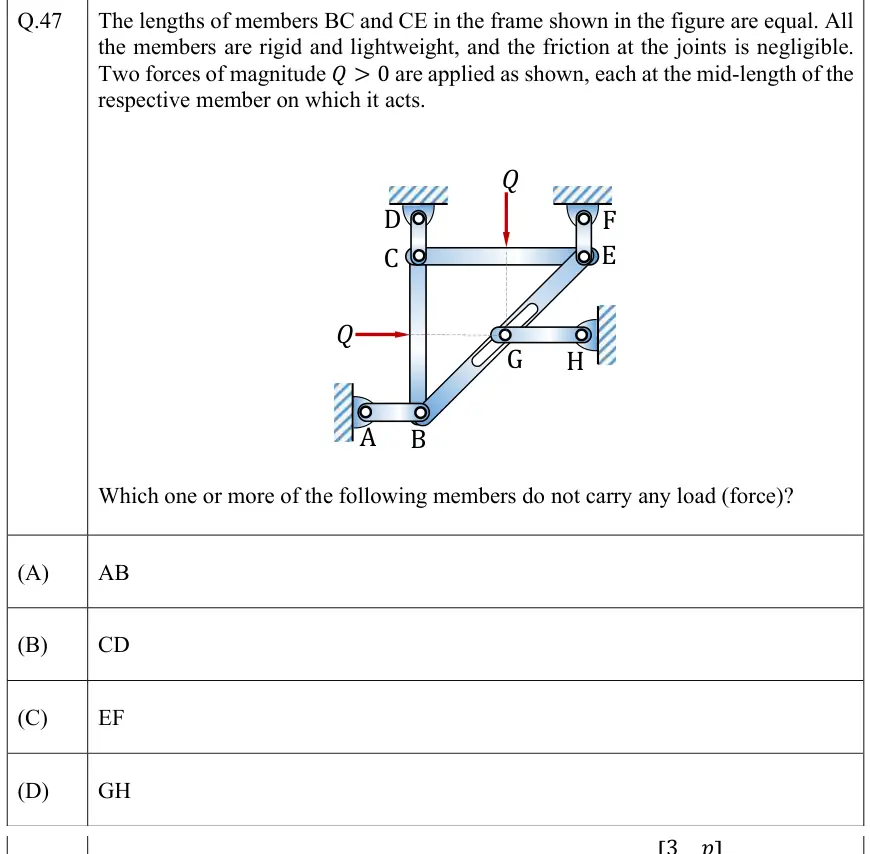 Q.47 The lengths of members BC and CE in the frame shown in the figure are equal. All
the members are rigid and lightweight, and the friction at the joints is negligible.
Two forces of magnitude Q > 0 are applied as shown, each at the mid-length of the
respective member on which it acts.
Q
D F
C E
Q
G H
A B
Which one or more of the following members do not carry any load (force)?
(A) AB
(B) CD
(C) EF
(D) GH
[3 p]